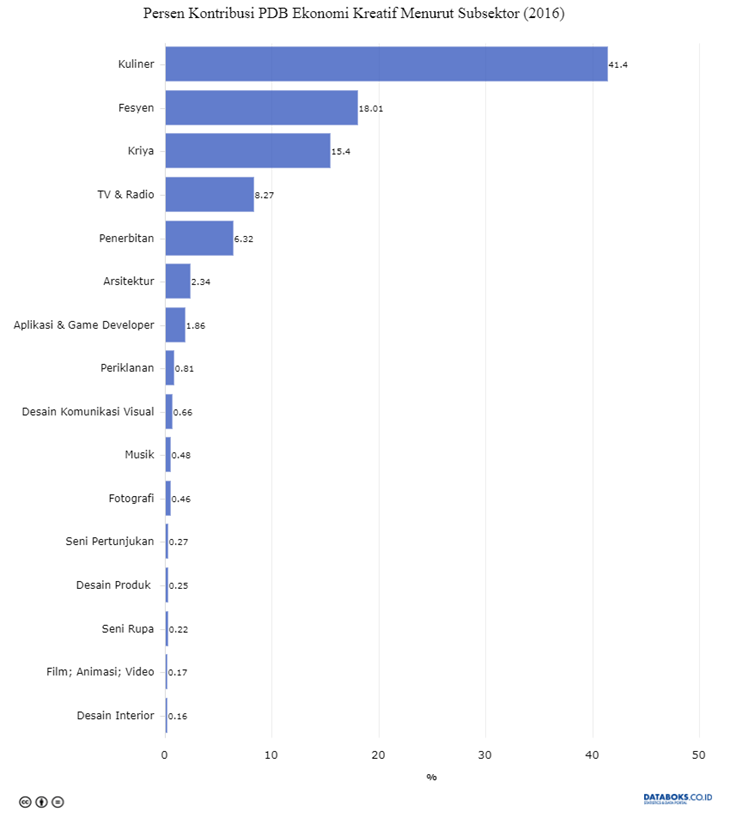 Persen Kontribusi PDB Ekonomi Kreatif Menurut Subsektor (2016)
Kuliner 41.4
Fesyen 18.01
Kriya 15.4
TV & Radio 8.27
Penerbitan 6.32
Arsitektur 2.34
Aplikasi & Game Developer 1.86
Periklanan 0.81
Desain Komunikasi Visual 0.66
Musik 0.48
Fotografi 0.46
Seni Pertunjukan 0.27
Desain Produk 0.25
Seni Rupa 0.22
Film; Animasi; Video 0.17
Desain Interior 0.16
0 10 20 30 40 50
%
DATABOKS.CO.ID
STATISTICS & DATA PORTAL